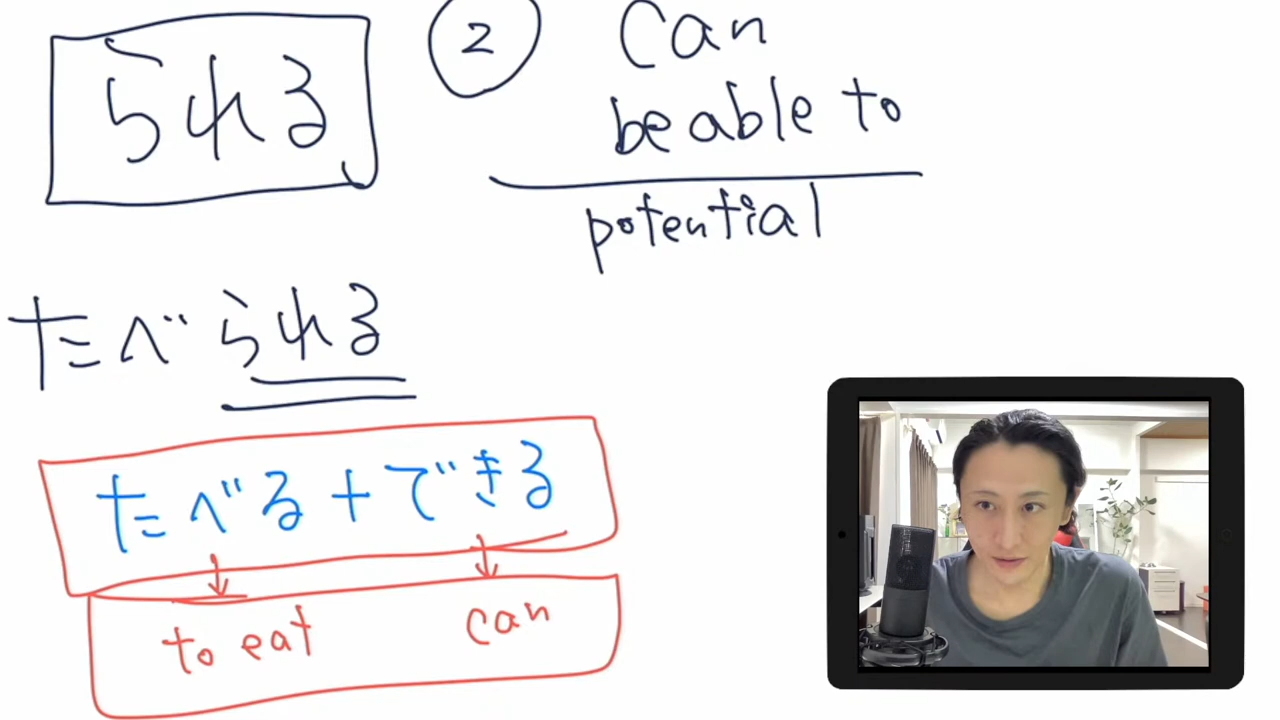 られる
2
can
be able to
potential
たべられる
たべる+できる
to eat
can